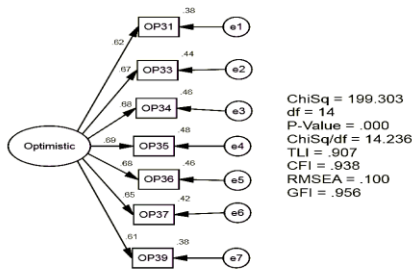 .38
OP31
e1
.62
.44
OP33
e2
.67
.46
OP34
e3
.68
.48
Optimistic
.69
OP35
e4
.46
.68
OP36
e5
.65
.42
OP37
e6
.61
.38
OP39
e7
ChiSq = 199.303
df = 14
P-Value = .000
ChiSq/df = 14.236
TLI = .907
CFI = .938
RMSEA = .100
GFI = .956